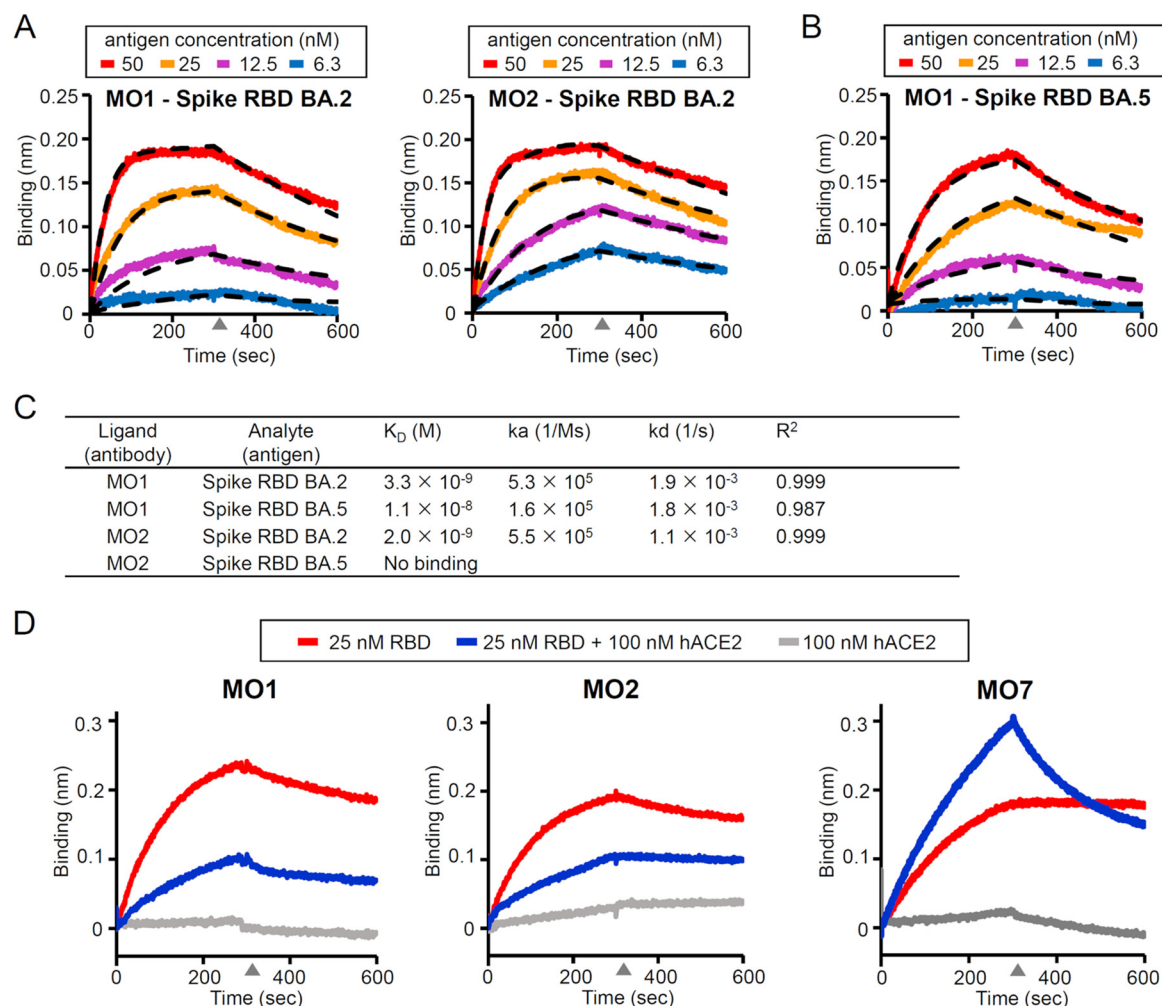 A
antigen concentration (nM)
50 25 12.5 6.3
MO1 - Spike RBD BA.2
0.25
0.20
0.15
0.10
0.05
0
Binding (nm)
0 200 400 600
Time (sec)
antigen concentration (nM)
50 25 12.5 6.3
MO2 - Spike RBD BA.2
0.25
0.20
0.15
0.10
0.05
0
Binding (nm)
0 200 400 600
Time (sec)
B
antigen concentration (nM)
50 25 12.5 6.3
MO1 - Spike RBD BA.5
0.25
0.20
0.15
0.10
0.05
0
Binding (nm)
0 200 400 600
Time (sec)
C
Ligand (antibody) Analyte (antigen) K_D (M) ka (1/Ms) kd (1/s) R²
MO1 Spike RBD BA.2 3.3 × 10⁻⁹ 5.3 × 10⁵ 1.9 × 10⁻³ 0.999
MO1 Spike RBD BA.5 1.1 × 10⁻⁸ 1.6 × 10⁵ 1.8 × 10⁻³ 0.987
MO2 Spike RBD BA.2 2.0 × 10⁻⁹ 5.5 × 10⁵ 1.1 × 10⁻³ 0.999
MO2 Spike RBD BA.5 No binding
D
25 nM RBD 25 nM RBD + 100 nM hACE2 100 nM hACE2
MO1
0.3
0.2
0.1
0
Binding (nm)
0 200 400 600
Time (sec)
MO2
0.3
0.2
0.1
0
Binding (nm)
0 200 400 600
Time (sec)
MO7
0.3
0.2
0.1
0
Binding (nm)
0 200 400 600
Time (sec)